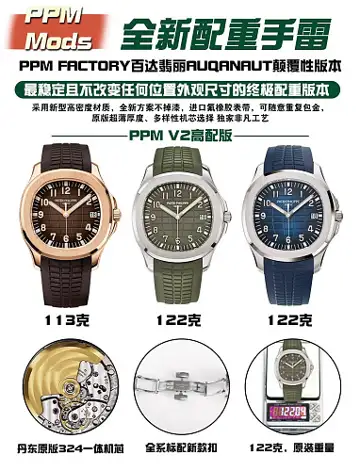 PPM
Mods
全新配重手雷
PPM FACTORY百达翡丽AUQANAUT颠覆性版本
最稳定且不改变任何位置外观尺寸的终极配重版本
采用新型高密度材质，全新方案不掉漆，进口氟橡胶表带，可随意重复包金，
原版超薄厚度、多样性机芯选择 独家非凡工艺
PPM V2高配版
113克
122克
122克
丹东原版324一体机芯
全系标配新款扣
122克，原装重量